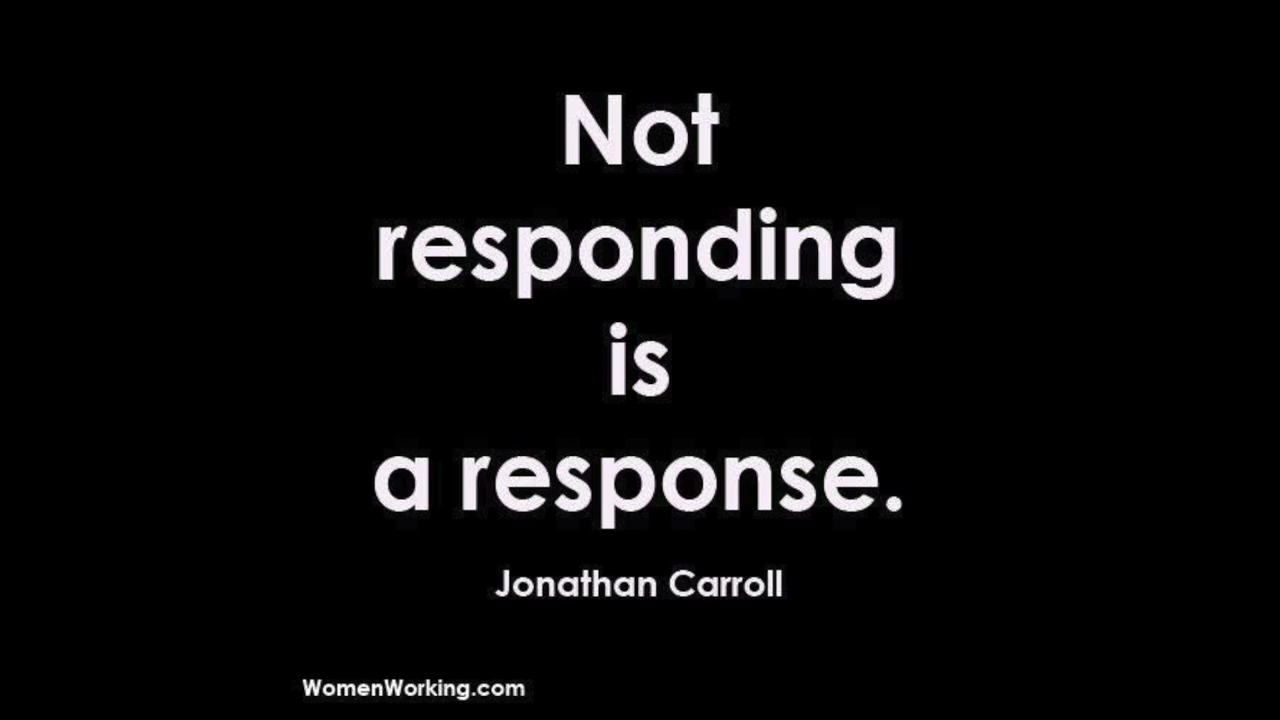 Not
responding
is
a response.
Jonathan Carroll
WomenWorking.com